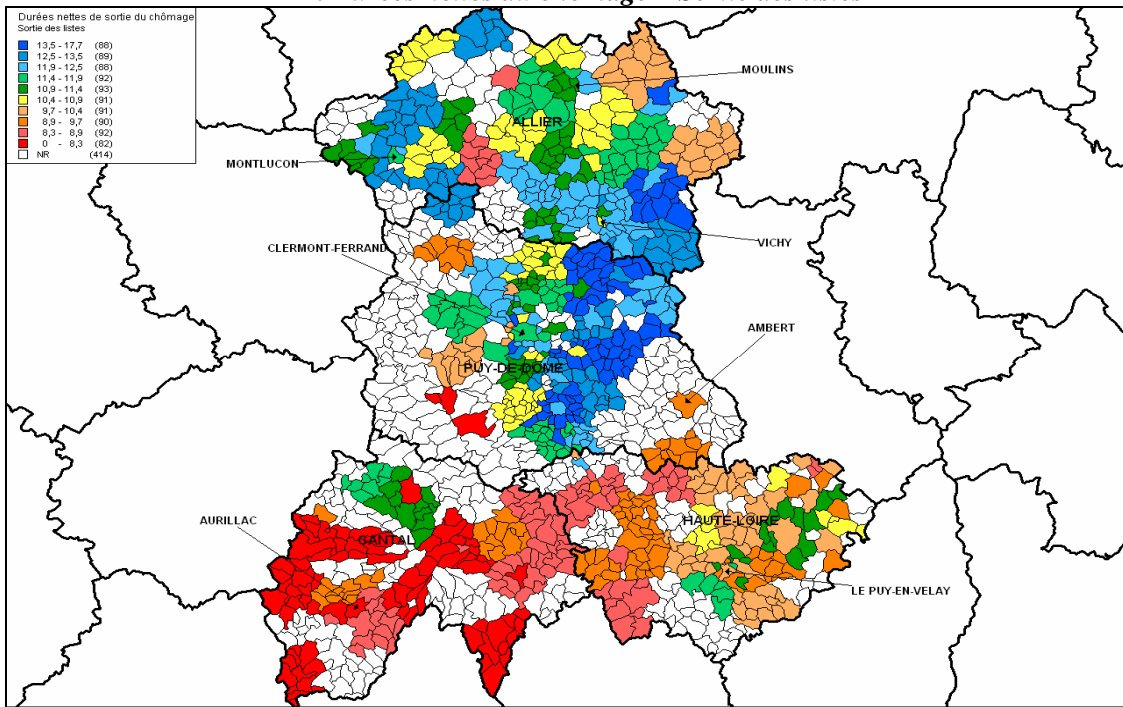 Durées nettes de sortie du chômage
Sortie des listes
13,5 - 17,7 (88)
12,5 - 13,5 (89)
11,9 - 12,5 (88)
11,4 - 11,9 (92)
10,9 - 11,4 (93)
10,4 - 10,9 (91)
9,7 - 10,4 (91)
8,9 - 9,7 (90)
8,3 - 8,9 (92)
0 - 8,3 (82)
NR (414)
MOULINS
ALLIER
MONTLUCON
VICHY
CLERMONT-FERRAND
AMBERT
PUY-DE-DOME
AURILLAC
CANTAL
HAUTE-LOIRE
LE PUY-EN-VELAY